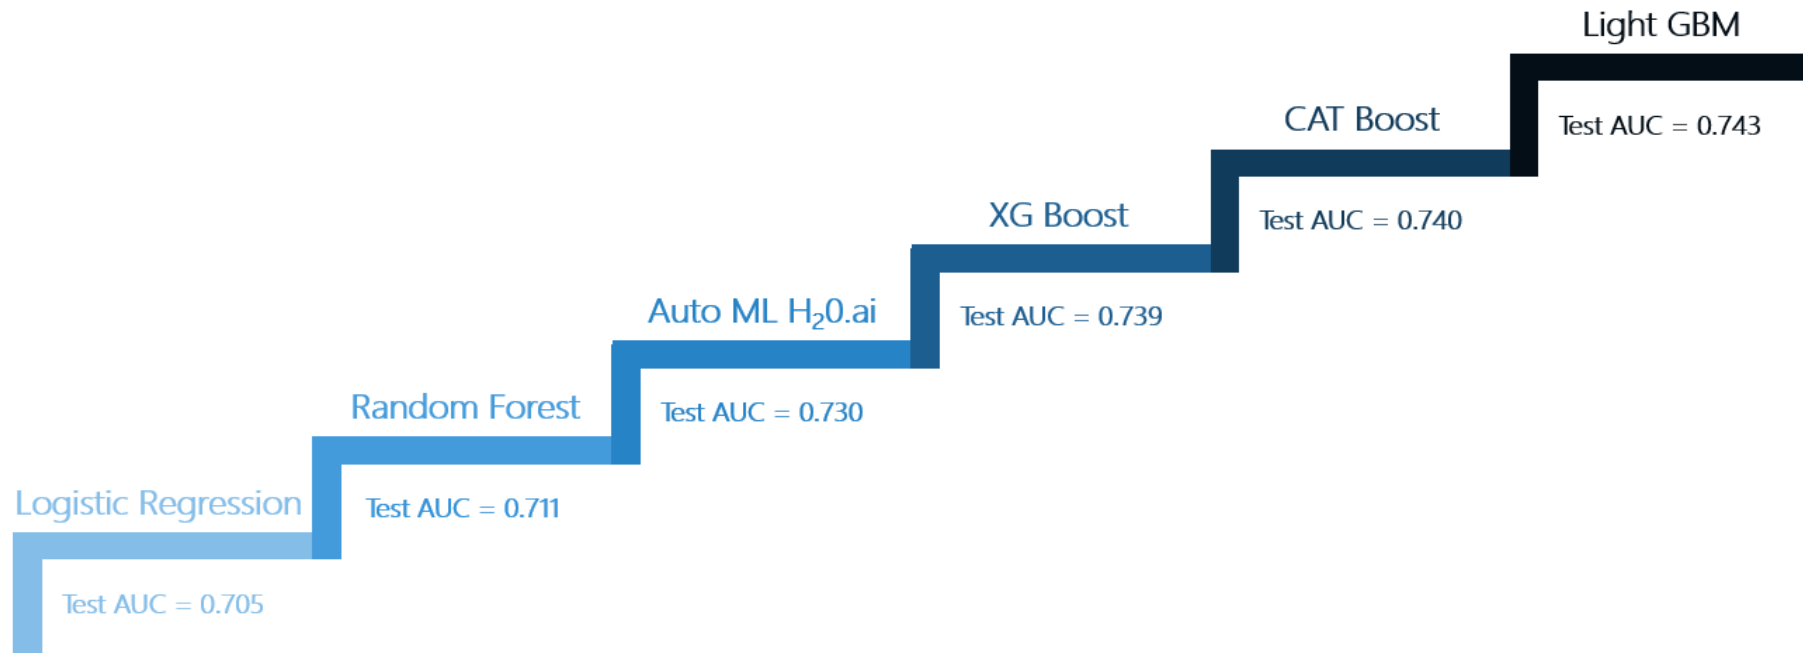 Light GBM
Test AUC = 0.743
CAT Boost
Test AUC = 0.740
XG Boost
Test AUC = 0.739
Auto ML H₂0.ai
Test AUC = 0.730
Random Forest
Test AUC = 0.711
Logistic Regression
Test AUC = 0.705